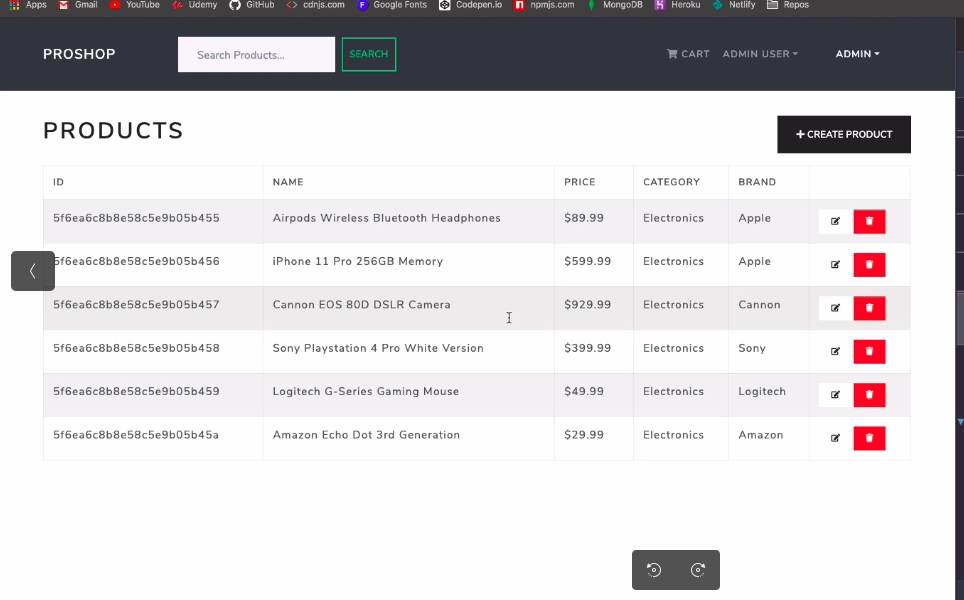 Apps Gmail YouTube Udemy GitHub cdnjs.com Google Fonts Codepen.io npmjs.com MongoDB Heroku Netlify Repos
PROSHOP Search Products... SEARCH CART ADMIN USER ADMIN
PRODUCTS + CREATE PRODUCT
ID NAME PRICE CATEGORY BRAND
5f6ea6c8b8e58c5e9b05b455 Airpods Wireless Bluetooth Headphones $89.99 Electronics Apple
5f6ea6c8b8e58c5e9b05b456 iPhone 11 Pro 256GB Memory $599.99 Electronics Apple
5f6ea6c8b8e58c5e9b05b457 Cannon EOS 80D DSLR Camera $929.99 Electronics Cannon
5f6ea6c8b8e58c5e9b05b458 Sony Playstation 4 Pro White Version $399.99 Electronics Sony
5f6ea6c8b8e58c5e9b05b459 Logitech G-Series Gaming Mouse $49.99 Electronics Logitech
5f6ea6c8b8e58c5e9b05b45a Amazon Echo Dot 3rd Generation $29.99 Electronics Amazon